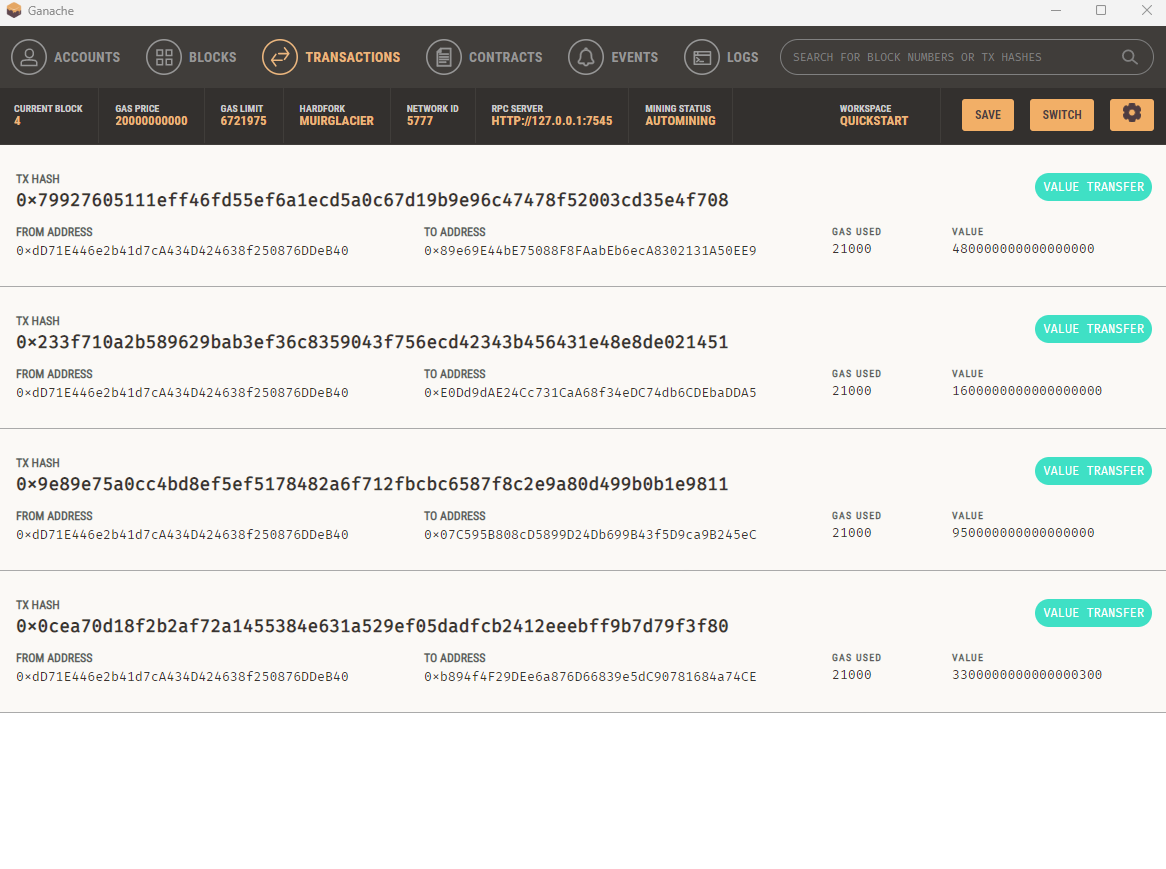 Ganache
ACCOUNTS BLOCKS TRANSACTIONS CONTRACTS EVENTS LOGS SEARCH FOR BLOCK NUMBERS OR TX HASHES
CURRENT BLOCK GAS PRICE GAS LIMIT HARDFORK NETWORK ID RPC SERVER MINING STATUS WORKSPACE
4 20000000000 6721975 MUIRGLACIER 5777 HTTP://127.0.0.1:7545 AUTOMINING QUICKSTART SAVE SWITCH
TX HASH
0×79927605111eff46fd55ef6a1ecd5a0c67d19b9e96c47478f52003cd35e4f708 VALUE TRANSFER
FROM ADDRESS TO ADDRESS GAS USED VALUE
0×dD71E446e2b41d7cA434D424638f250876DDeB40 0×89e69E44bE75088F8FAabEb6ecA8302131A50EE9 21000 480000000000000000
TX HASH
0×233f710a2b589629bab3ef36c8359043f756ecd42343b456431e48e8de021451 VALUE TRANSFER
FROM ADDRESS TO ADDRESS GAS USED VALUE
0×dD71E446e2b41d7cA434D424638f250876DDeB40 0×E0Dd9dAE24Cc731CaA68f34eDC74db6CDEbaDDA5 21000 1600000000000000000
TX HASH
0×9e89e75a0cc4bd8ef5ef5178482a6f712fbcbc6587f8c2e9a80d499b0b1e9811 VALUE TRANSFER
FROM ADDRESS TO ADDRESS GAS USED VALUE
0×dD71E446e2b41d7cA434D424638f250876DDeB40 0×07C595B808cD5899D24Db699B43f5D9ca9B245eC 21000 950000000000000000
TX HASH
0×0cea70d18f2b2af72a1455384e631a529ef05dadfcb2412eeebff9b7d79f3f80 VALUE TRANSFER
FROM ADDRESS TO ADDRESS GAS USED VALUE
0×dD71E446e2b41d7cA434D424638f250876DDeB40 0×b894f4F29DEe6a876D66839e5dC90781684a74CE 21000 3300000000000000300